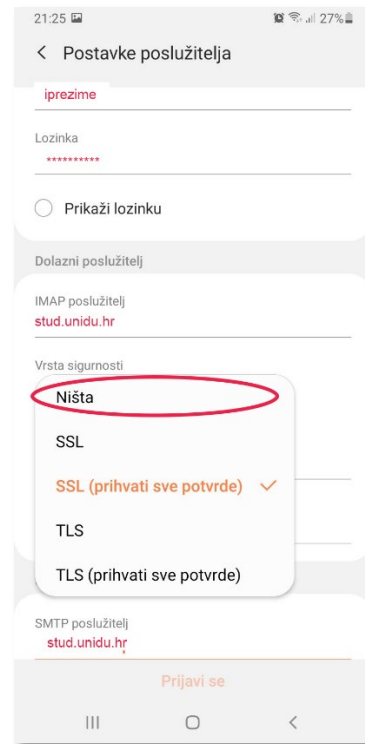 21:25 27%
Postavke poslužitelja
iprezime
Lozinka
**********
Prikaži lozinku
Dolazni poslužitelj
IMAP poslužitelj
stud.unidu.hr
Vrsta sigurnosti
Ništa
SSL
SSL (prihvati sve potvrde)
TLS
TLS (prihvati sve potvrde)
SMTP poslužitelj
stud.unidu.hr
Prijavi se